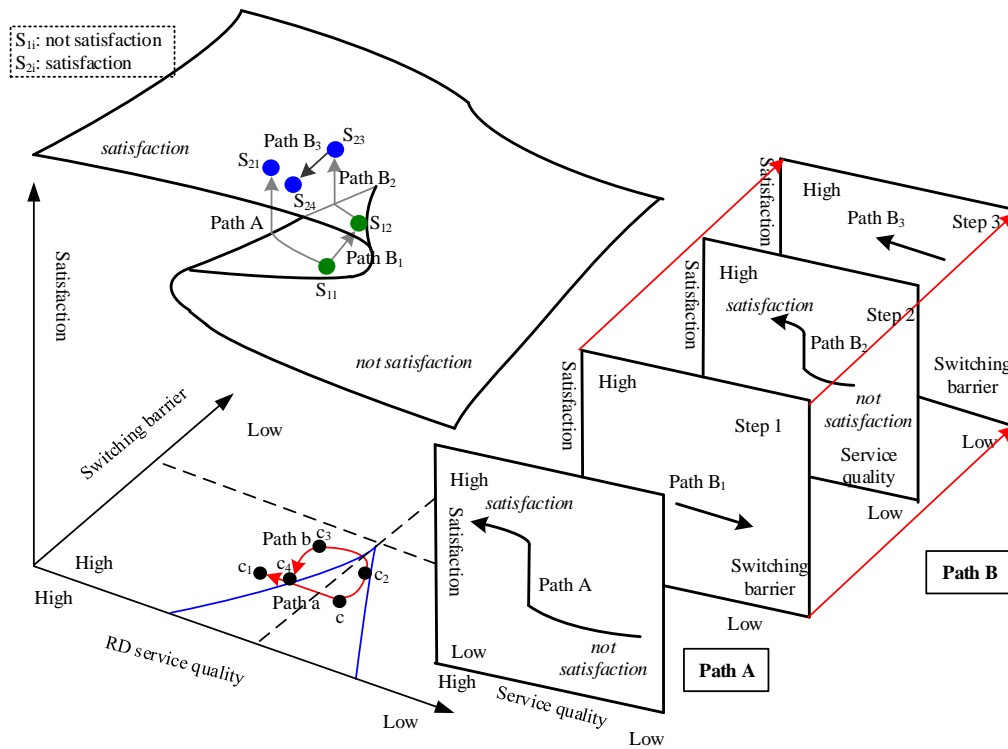 S1i: not satisfaction
S2i: satisfaction
satisfaction
S21
Path B3
S23
S24
Path B2
Path A
S12
Path B1
S11
not satisfaction
Satisfaction
Switching barrier
Low
High
High
RD service quality
Low
Path b
c3
c1
c4
c2
Path a
c
High
satisfaction
Satisfaction
Path A
not
satisfaction
Low
High
Service quality
Low
Path A
Satisfaction
High
Step 1
Path B1
Switching
barrier
Low
Satisfaction
High
satisfaction
Step 2
Path B2
not
satisfaction
Service
quality
Low
Satisfaction
High
Path B3
Step 3
Switching
barrier
Low
Path B